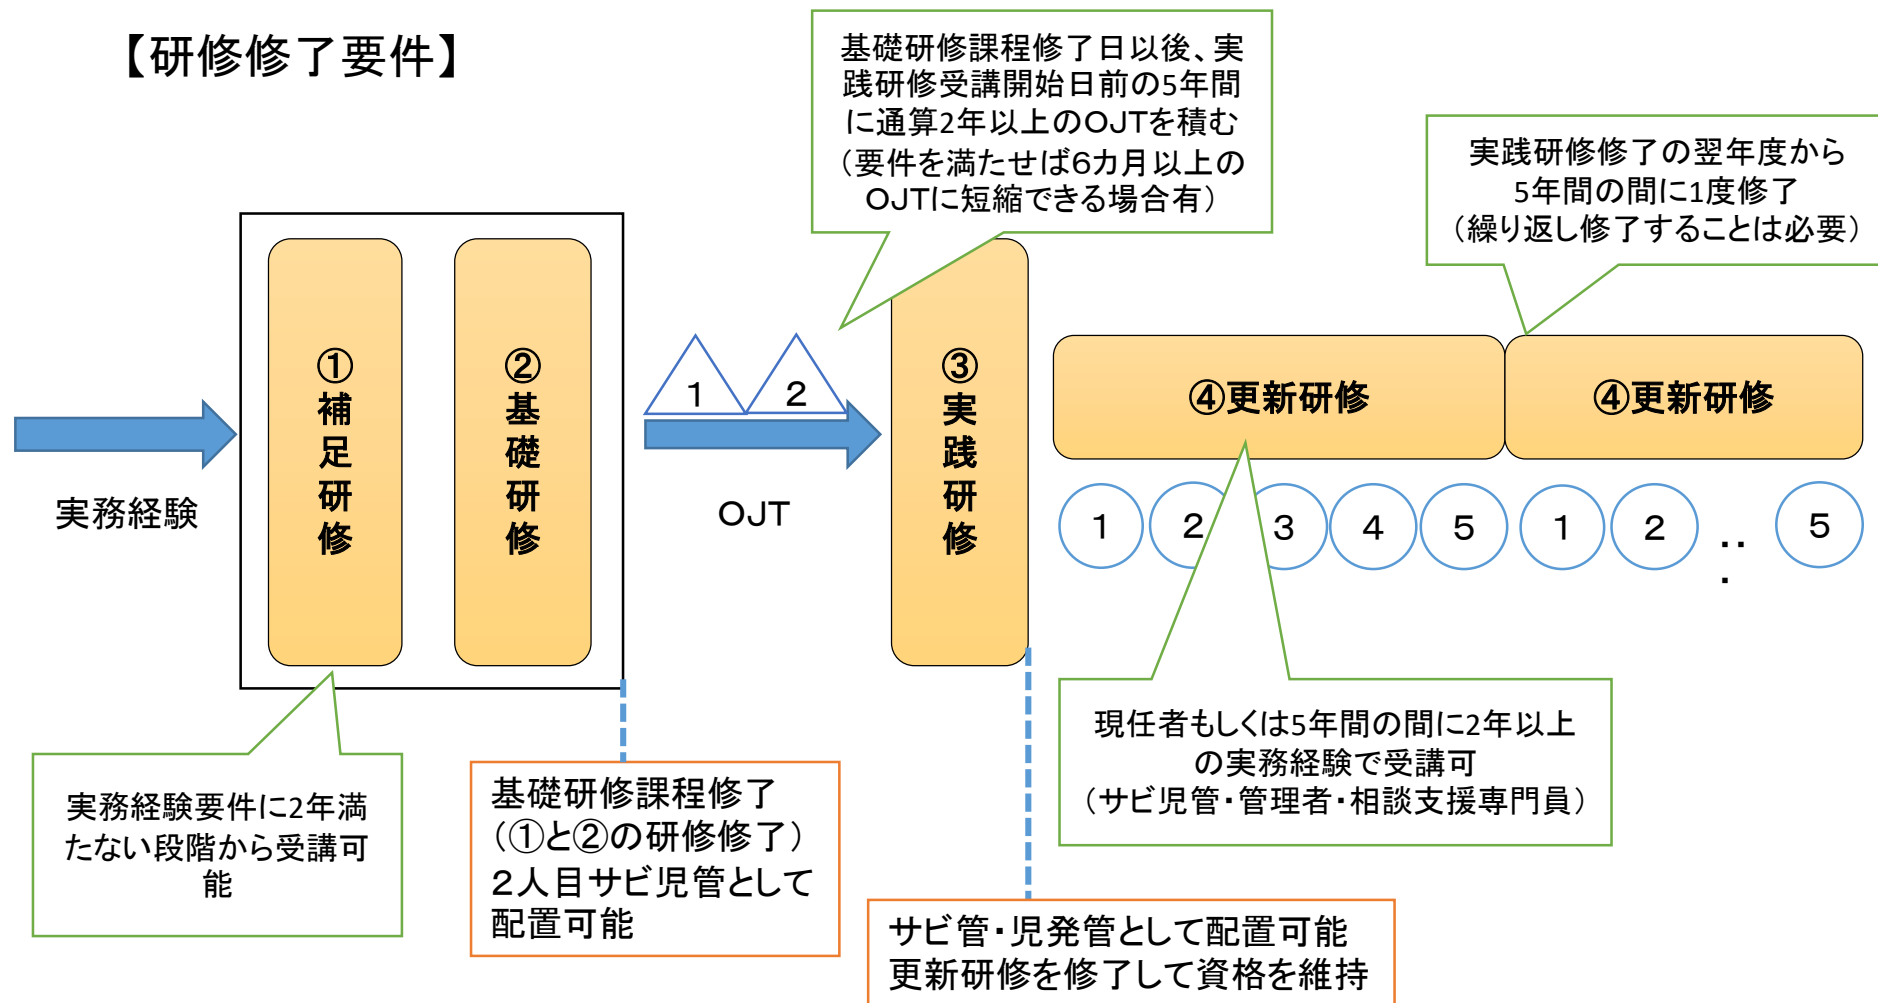 【研修修了要件】
基礎研修課程修了日以後、実
践研修受講開始日前の5年間
に通算2年以上のOJTを積む
（要件を満たせば6カ月以上の
OJTに短縮できる場合有）
実践研修修了の翌年度から
5年間の間に1度修了
（繰り返し修了することは必要）
実務経験
①補足研修
②基礎研修
1
2
OJT
③実践研修
④更新研修
④更新研修
1
2
3
4
5
1
2
・・・
5
実務経験要件に2年満
たない段階から受講可
能
基礎研修課程修了
（①と②の研修修了）
2人目サビ児管として
配置可能
現任者もしくは5年間の間に2年以上
の実務経験で受講可
（サビ児管・管理者・相談支援専門員）
サビ管・児発管として配置可能
更新研修を修了して資格を維持